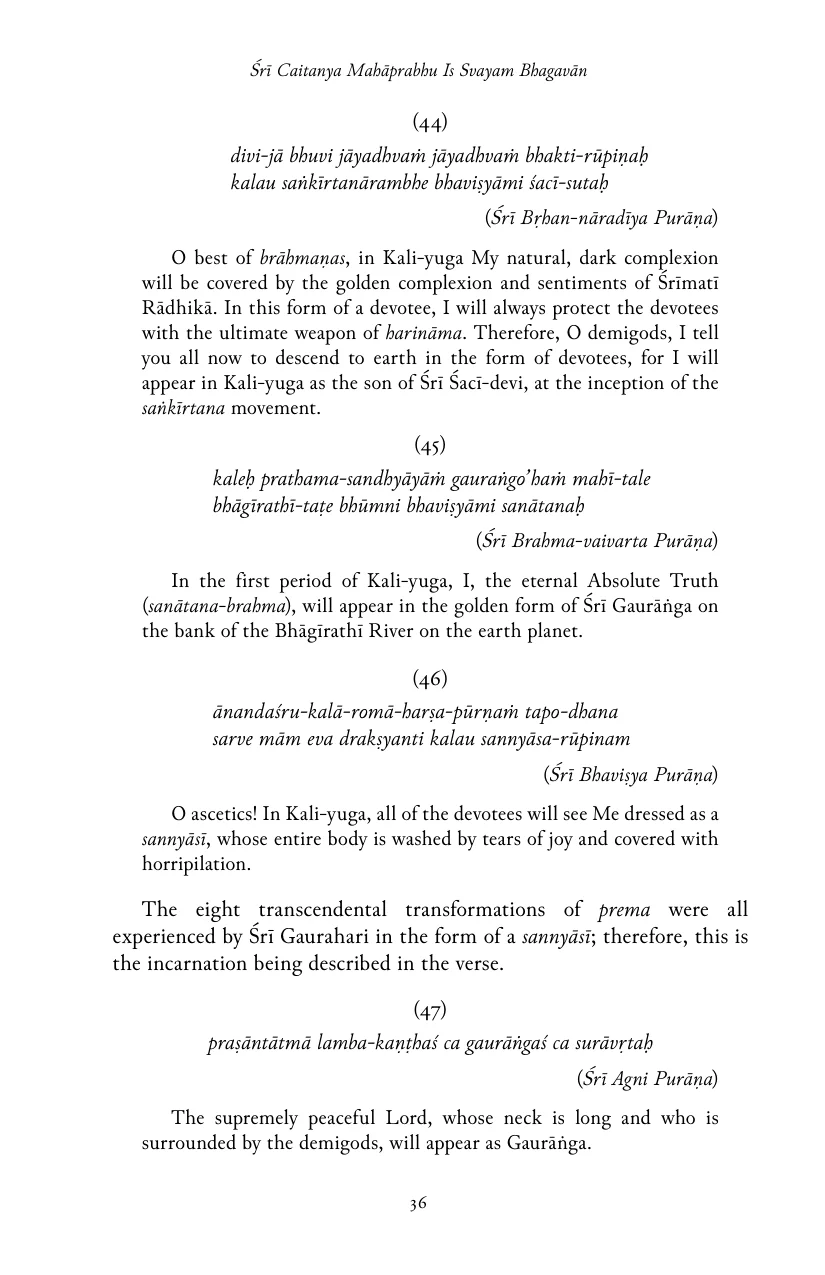 Śrī Caitanya Mahāprabhu Is Svayam Bhagavān
(44)
divi-jā bhuvi jāyadhvaṁ jāyadhvaṁ bhakti-rūpiṇaḥ
kalau saṅkīrtanārambhe bhaviṣyāmi śacī-sutaḥ
(Śrī Bṛhan-nāradīya Purāṇa)
O best of brāhmaṇas, in Kali-yuga My natural, dark complexion
will be covered by the golden complexion and sentiments of Śrīmatī
Rādhikā. In this form of a devotee, I will always protect the devotees
with the ultimate weapon of harināma. Therefore, O demigods, I tell
you all now to descend to earth in the form of devotees, for I will
appear in Kali-yuga as the son of Śrī Śacī-devi, at the inception of the
saṅkīrtana movement.
(45)
kaleḥ prathama-sandhyāyāṁ gauraṅgo’haṁ mahī-tale
bhāgīrathī-taṭe bhūmni bhaviṣyāmi sanātanaḥ
(Śrī Brahma-vaivarta Purāṇa)
In the first period of Kali-yuga, I, the eternal Absolute Truth
(sanātana-brahma), will appear in the golden form of Śrī Gaurāṅga on
the bank of the Bhāgīrathī River on the earth planet.
(46)
ānandaśru-kalā-romā-harṣa-pūrṇaṁ tapo-dhana
sarve mām eva drakṣyanti kalau sannyāsa-rūpinam
(Śrī Bhaviṣya Purāṇa)
O ascetics! In Kali-yuga, all of the devotees will see Me dressed as a
sannyāsī, whose entire body is washed by tears of joy and covered with
horripilation.
The eight transcendental transformations of prema were all
experienced by Śrī Gaurahari in the form of a sannyāsī; therefore, this is
the incarnation being described in the verse.
(47)
praṣāntātmā lamba-kaṇṭhaś ca gaurāṅgaś ca surāvṛtaḥ
(Śrī Agni Purāṇa)
The supremely peaceful Lord, whose neck is long and who is
surrounded by the demigods, will appear as Gaurāṅga.
36